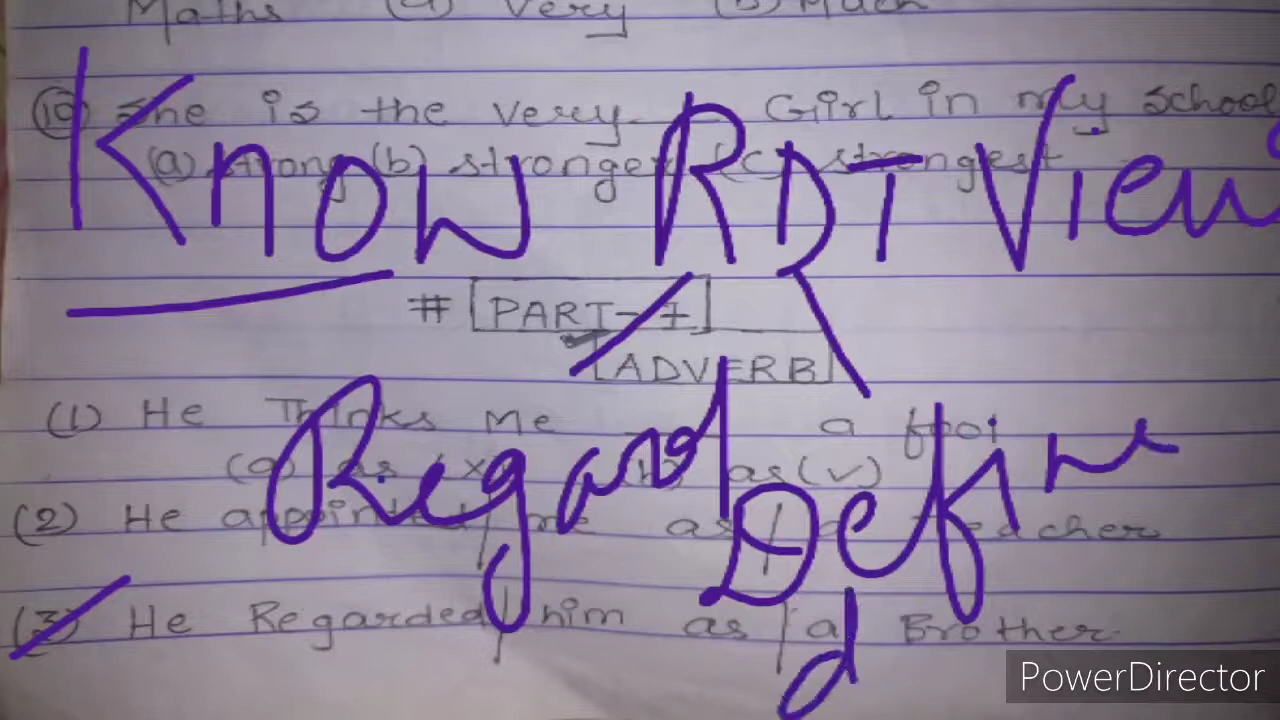 Maths (a) Very (b) Much
(10) She is the very Girl in my school
(a) strong (b) stronger (c) strongest
KNOW RDT View
# PART-7
ADVERB
(1) He Thinks Me a fool
(a) as (x) as (v)
Regard Define
(2) He appointed me as a Teacher
(3) He Regarded him as a Brother
d
PowerDirector